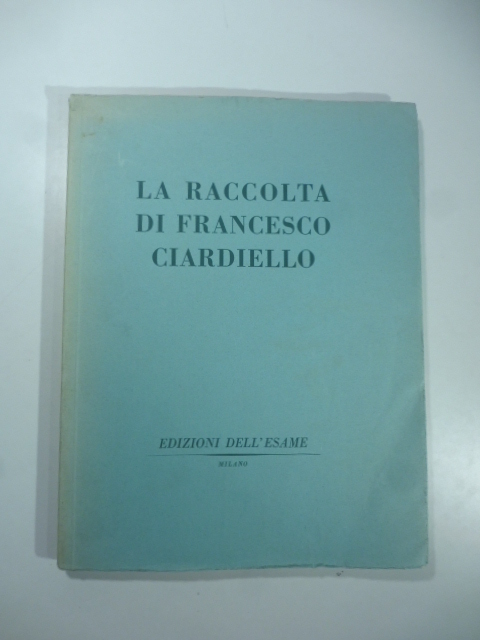 LA RACCOLTA
DI FRANCESCO
CIARDIELLO
EDIZIONI DELL'ESAME
MILANO